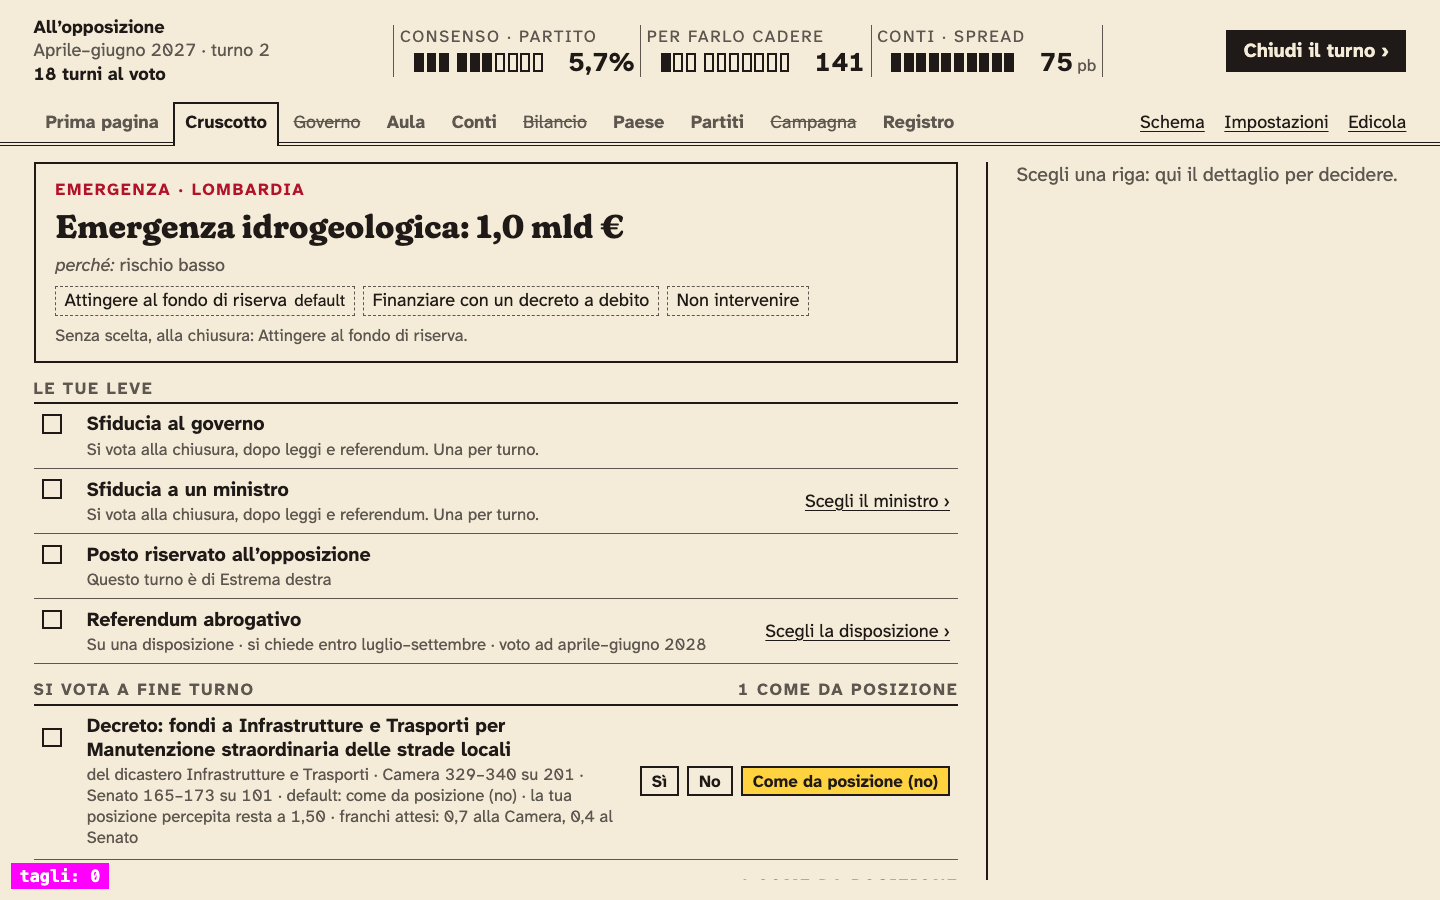 All’opposizione
Aprile–giugno 2027 · turno 2
18 turni al voto
CONSENSO · PARTITO
5,7%
PER FARLO CADERE
141
CONTI · SPREAD
75 pb
Chiudi il turno ›
Prima pagina Cruscotto Governo Aula Conti Bilancio Paese Partiti Campagna Registro Schema Impostazioni Edicola
EMERGENZA · LOMBARDIA
Emergenza idrogeologica: 1,0 mld €
perché: rischio basso
Attingere al fondo di riserva default Finanziare con un decreto a debito Non intervenire
Senza scelta, alla chiusura: Attingere al fondo di riserva.
LE TUE LEVE
Sfiducia al governo
Si vota alla chiusura, dopo leggi e referendum. Una per turno.
Sfiducia a un ministro
Si vota alla chiusura, dopo leggi e referendum. Una per turno.
Scegli il ministro ›
Posto riservato all’opposizione
Questo turno è di Estrema destra
Referendum abrogativo
Su una disposizione · si chiede entro luglio–settembre · voto ad aprile–giugno 2028
Scegli la disposizione ›
SI VOTA A FINE TURNO 1 COME DA POSIZIONE
Decreto: fondi a Infrastrutture e Trasporti per
Manutenzione straordinaria delle strade locali
del dicastero Infrastrutture e Trasporti · Camera 329–340 su 201 ·
Senato 165–173 su 101 · default: come da posizione (no) · la tua
posizione percepita resta a 1,50 · franchi attesi: 0,7 alla Camera, 0,4 al
Senato
Sì No Come da posizione (no)
Scegli una riga: qui il dettaglio per decidere.
tagli: 0